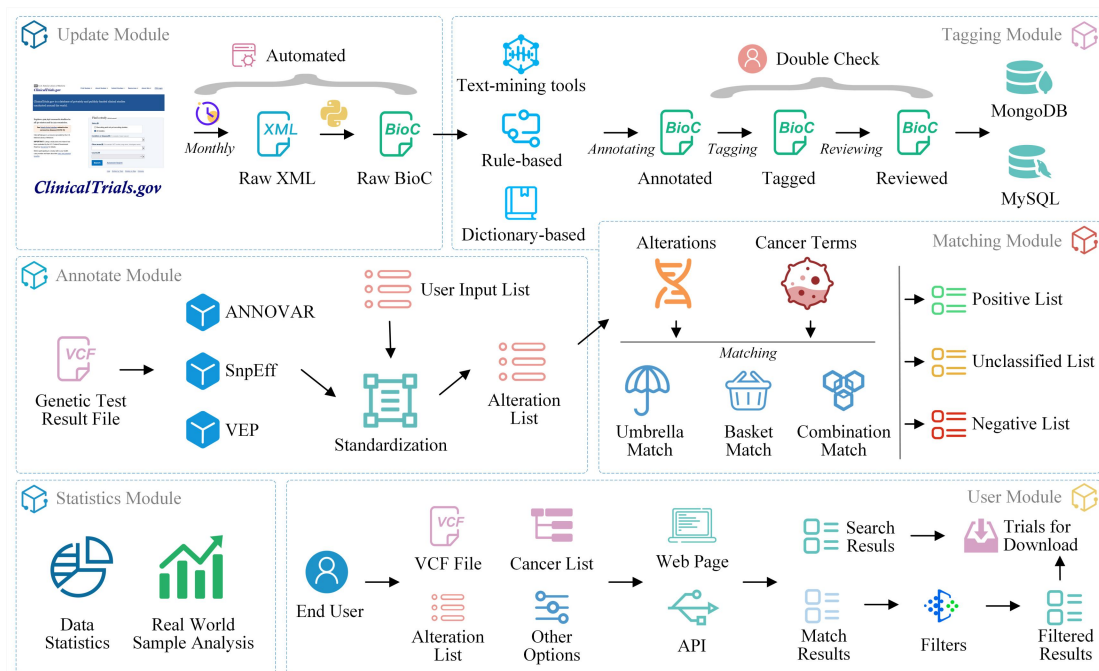 Update Module
Automated
ClinicalTrials.gov
Monthly
XML
Raw XML
BioC
Raw BioC
ClinicalTrials.gov
Tagging Module
Text-mining tools
Rule-based
Dictionary-based
Double Check
Annotating
BioC
Annotated
Tagging
BioC
Tagged
Reviewing
BioC
Reviewed
MongoDB
MySQL
Annotate Module
VCF
Genetic Test
Result File
ANNOVAR
SnpEff
VEP
User Input List
Standardization
Alteration
List
Matching Module
Alterations
Cancer Terms
Matching
Umbrella
Match
Basket
Match
Combination
Match
Positive List
Unclassified List
Negative List
Statistics Module
Data
Statistics
Real World
Sample Analysis
User Module
End User
VCF
VCF File
Cancer List
Alteration
List
Other
Options
Web Page
API
Search
Resuls
Trials for
Download
Match
Results
Filters
Filtered
Results